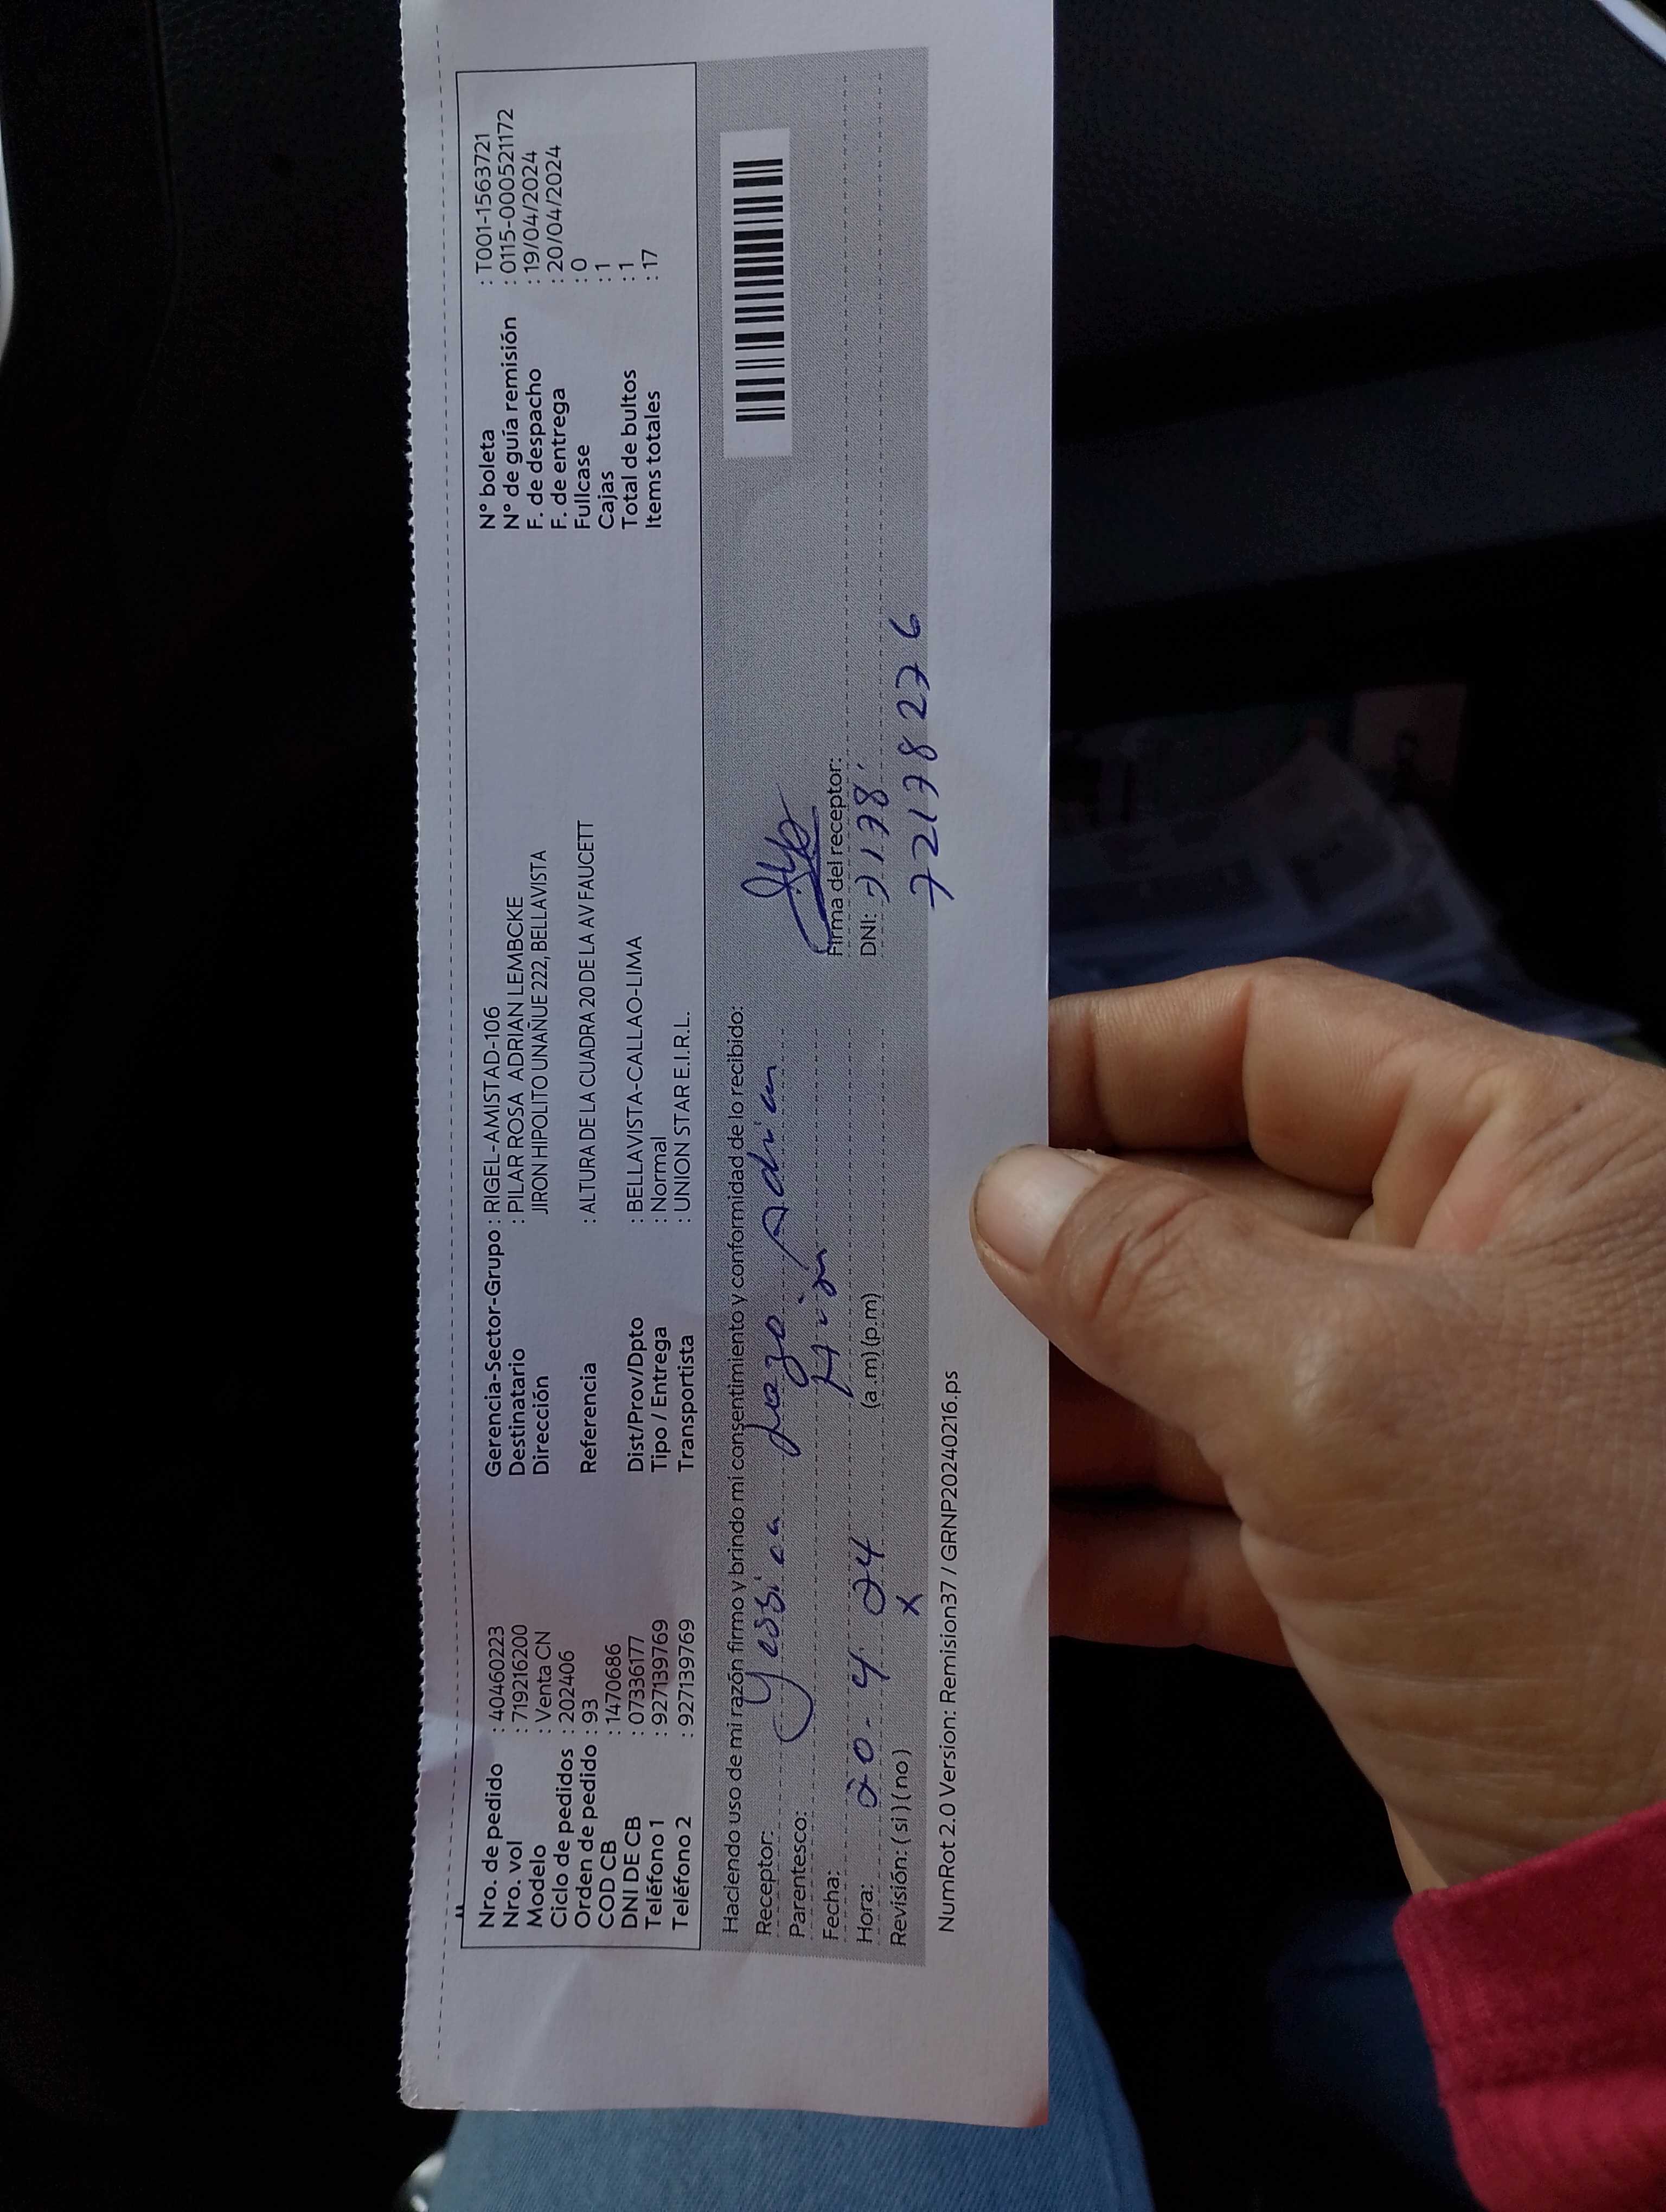 Nro. de pedido : 40460223 Gerencia-Sector-Grupo : RIGEL-AMISTAD-106 N° boleta : T001-1563721
Nro. vol : 719216200 Destinatario : PILAR ROSA ADRIAN LEMBCKE N° de guía remisión : 0115-0000521172
Modelo : Venta CN Dirección JIRON HIPOLITO UNAÑUE 222, BELLAVISTA F. de despacho : 19/04/2024
Ciclo de pedidos : 202406 F. de entrega : 20/04/2024
Orden de pedido : 93 Referencia : ALTURA DE LA CUADRA 20 DE LA AV FAUCETT Fullcase : 0
COD CB : 1470686 Cajas : 1
DNI DE CB : 07336177 Dist/Prov/Dpto : BELLAVISTA-CALLAO-LIMA Total de bultos : 1
Teléfono 1 : 927139769 Tipo / Entrega : Normal Items totales : 17
Teléfono 2 : 927139769 Transportista : UNION STAR E.I.R.L.
Haciendo uso de mi razón firmo y brindo mi consentimiento y conformidad de lo recibido:
Receptor: Yessica Lazo Adrian
Parentesco:
Fecha: 20-4-24 Firma del receptor:
Hora: (a.m) (p.m) DNI: 72178276
Revisión: ( si ) ( no ) X
NumRot 2.0 Version: Remision37 / GRNP20240216.ps